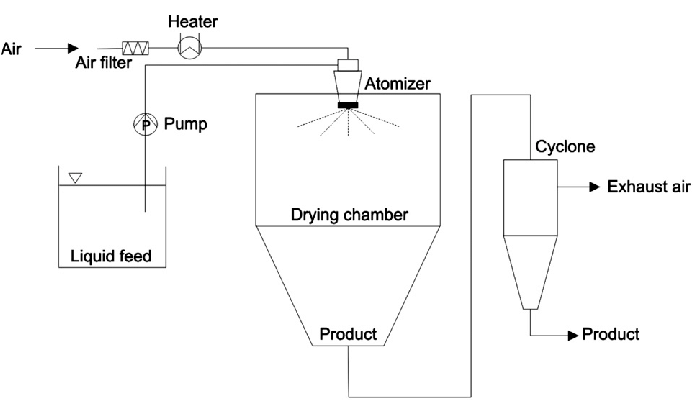 Heater
Air
Air filter
Atomizer
P
Pump
Cyclone
Exhaust air
Drying chamber
Liquid feed
Product
Product